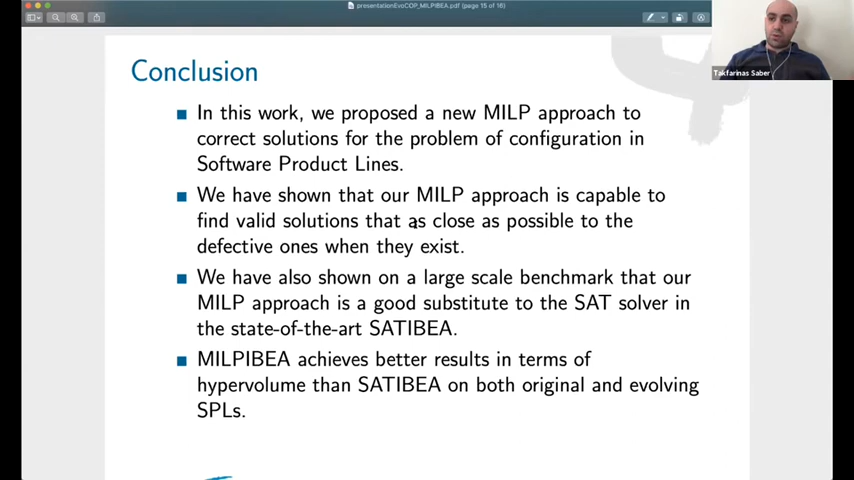 presentationEvoCOP_MILPIBEA.pdf (page 15 of 16)
Takfarinas Saber
Conclusion
In this work, we proposed a new MILP approach to
correct solutions for the problem of configuration in
Software Product Lines.
We have shown that our MILP approach is capable to
find valid solutions that as close as possible to the
defective ones when they exist.
We have also shown on a large scale benchmark that our
MILP approach is a good substitute to the SAT solver in
the state-of-the-art SATIBEA.
MILPIBEA achieves better results in terms of
hypervolume than SATIBEA on both original and evolving
SPLs.